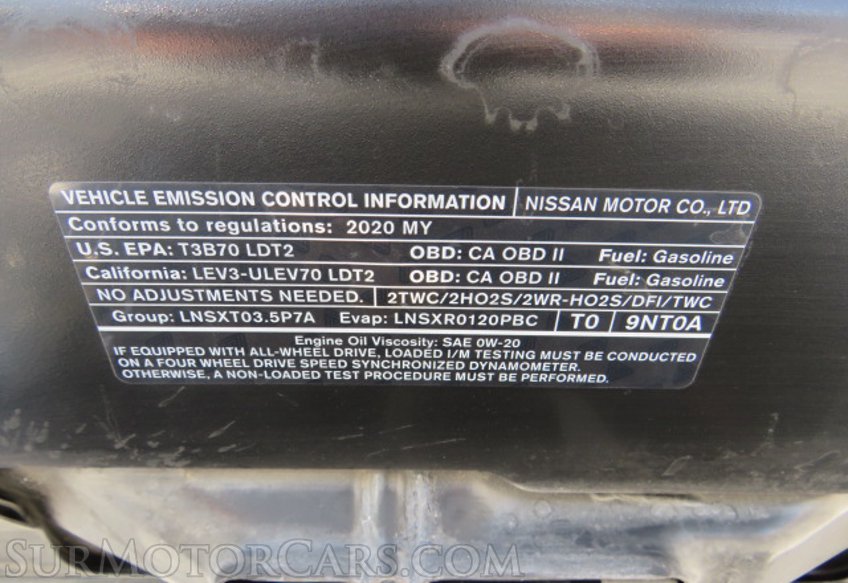 VEHICLE EMISSION CONTROL INFORMATION NISSAN MOTOR CO., LTD
Conforms to regulations: 2020 MY
U.S. EPA: T3B70 LDT2 OBD: CA OBD II Fuel: Gasoline
California: LEV3-ULEV70 LDT2 OBD: CA OBD II Fuel: Gasoline
NO ADJUSTMENTS NEEDED. 2TWC/2HO2S/2WR-HO2S/DFI/TWC
Group: LNSXT03.5P7A Evap: LNSXR0120PBC T0 9NT0A
Engine Oil Viscosity: SAE 0W-20
IF EQUIPPED WITH ALL-WHEEL DRIVE, LOADED I/M TESTING MUST BE CONDUCTED
ON A FOUR WHEEL DRIVE SPEED SYNCHRONIZED DYNAMOMETER.
OTHERWISE, A NON-LOADED TEST PROCEDURE MUST BE PERFORMED.
SurMotorCars.com